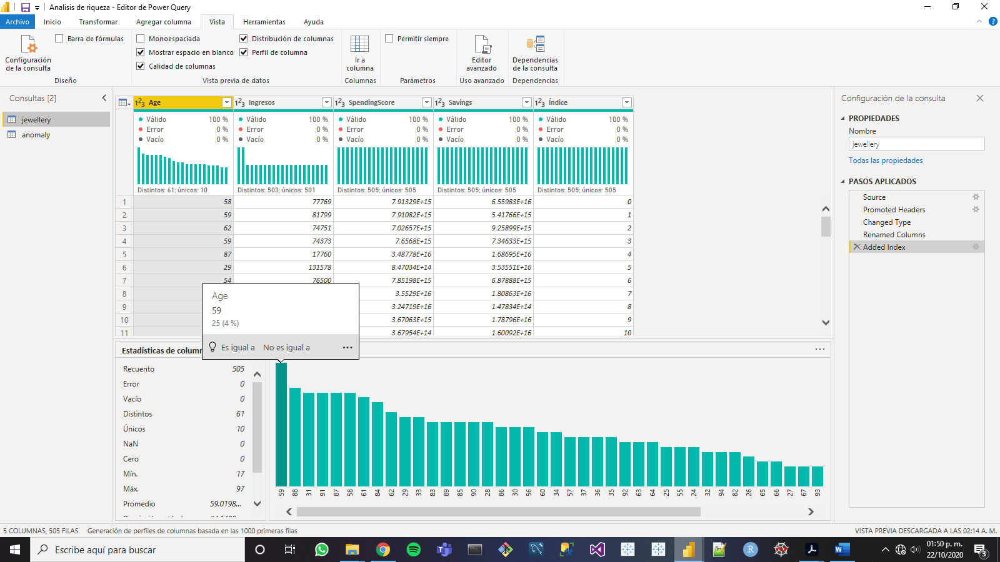 Analisis de riqueza - Editor de Power Query
Archivo Inicio Transformar Agregar columna Vista Herramientas Ayuda
Configuración de la consulta
Barra de fórmulas
Diseño
Monoespaciada
Mostrar espacio en blanco
Calidad de columnas
Distribución de columnas
Perfil de columna
Vista previa de datos
Ir a columna
Columnas
Permitir siempre
Parámetros
Editor avanzado
Uso avanzado
Dependencias de la consulta
Dependencias
Consultas [2]
jewellery
anomaly
Age Ingresos SpendingScore Savings Índice
Válido 100 % Válido 100 % Válido 100 % Válido 100 % Válido 100 %
Error 0 % Error 0 % Error 0 % Error 0 % Error 0 %
Vacío 0 % Vacío 0 % Vacío 0 % Vacío 0 % Vacío 0 %
Distintos: 61; únicos: 10 Distintos: 503; únicos: 501 Distintos: 505; únicos: 505 Distintos: 505; únicos: 505 Distintos: 505; únicos: 505
1 58 77769 7.91329E+15 6.55983E+16 0
2 59 81799 7.91082E+15 5.41766E+15 1
3 62 74751 7.02657E+15 9.25899E+15 2
4 59 74373 7.6568E+15 7.34633E+15 3
5 87 17760 3.48778E+16 1.68695E+16 4
6 29 131578 8.47034E+14 3.53551E+16 5
7 54 76500 7.85198E+15 6.87888E+15 6
8 3.5529E+16 1.80863E+16 7
9 3.24719E+16 1.47834E+14 8
10 3.67063E+15 1.78796E+16 9
11 3.67954E+14 1.60092E+16 10
Age
59
25 (4 %)
Es igual a No es igual a
Estadísticas de colum
Recuento 505
Error 0
Vacío 0
Distintos 61
Únicos 10
NaN 0
Cero 0
Mín. 17
Máx. 97
Promedio 59.0198...
59 88 31 91 87 58 61 84 62 29 33 83 89 85 90 28 86 30 56 60 34 57 37 36 35 92 63 64 25 55 24 32 94 82 26 65 66 27 67 93
Configuración de la consulta
PROPIEDADES
Nombre
jewellery
Todas las propiedades
PASOS APLICADOS
Source
Promoted Headers
Changed Type
Renamed Columns
Added Index
5 COLUMNAS, 505 FILAS Generación de perfiles de columnas basada en las 1000 primeras filas
VISTA PREVIA DESCARGADA A LAS 02:14 A. M.
Escribe aquí para buscar
01:50 p. m.
22/10/2020
3